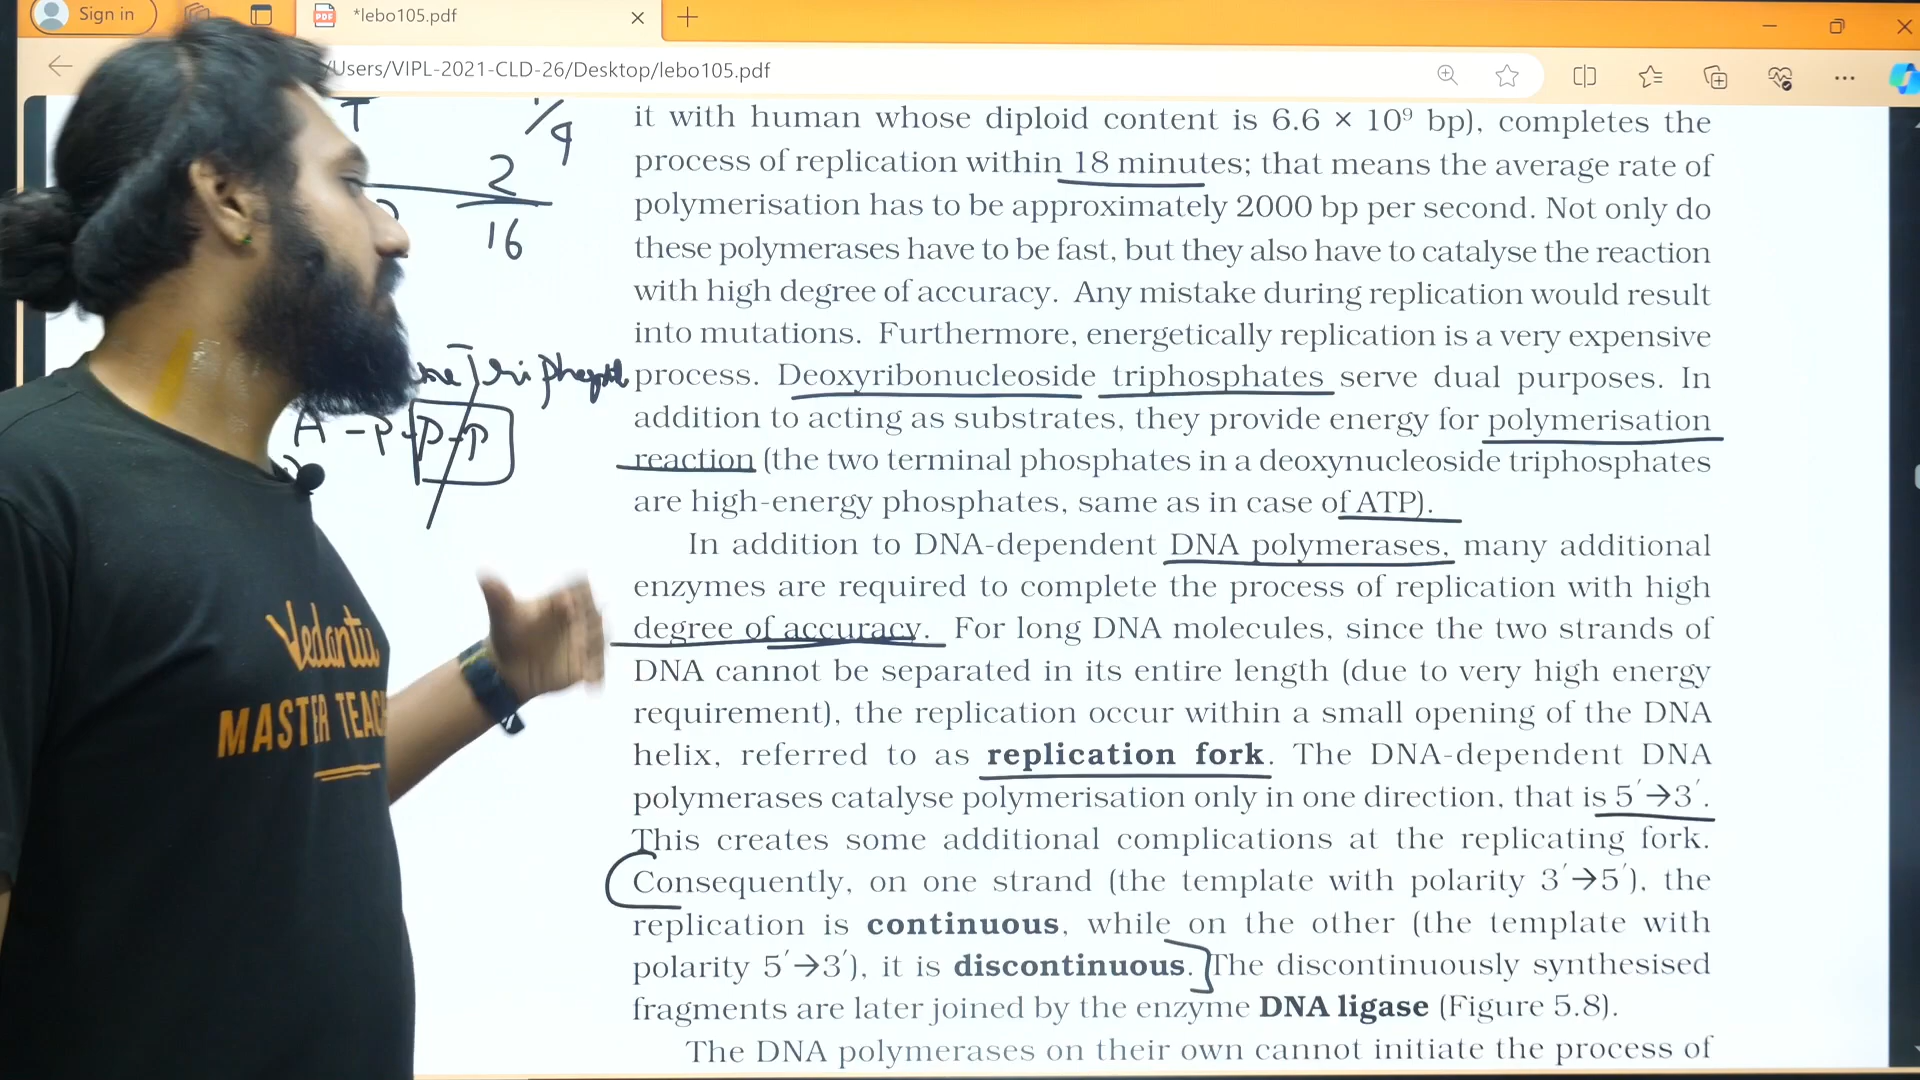 Sign in
*lebo105.pdf
/Users/VIPL-2021-CLD-26/Desktop/lebo105.pdf
2
16
A - P - P - P
Vedantu
MASTER TEAC
it with human whose diploid content is 6.6 × 10⁹ bp), completes the
process of replication within 18 minutes; that means the average rate of
polymerisation has to be approximately 2000 bp per second. Not only do
these polymerases have to be fast, but they also have to catalyse the reaction
with high degree of accuracy. Any mistake during replication would result
into mutations. Furthermore, energetically replication is a very expensive
process. Deoxyribonucleoside triphosphates serve dual purposes. In
addition to acting as substrates, they provide energy for polymerisation
reaction (the two terminal phosphates in a deoxynucleoside triphosphates
are high-energy phosphates, same as in case of ATP).
In addition to DNA-dependent DNA polymerases, many additional
enzymes are required to complete the process of replication with high
degree of accuracy. For long DNA molecules, since the two strands of
DNA cannot be separated in its entire length (due to very high energy
requirement), the replication occur within a small opening of the DNA
helix, referred to as replication fork. The DNA-dependent DNA
polymerases catalyse polymerisation only in one direction, that is 5′→3′.
This creates some additional complications at the replicating fork.
Consequently, on one strand (the template with polarity 3′→5′), the
replication is continuous, while on the other (the template with
polarity 5′→3′), it is discontinuous. The discontinuously synthesised
fragments are later joined by the enzyme DNA ligase (Figure 5.8).
The DNA polymerases on their own cannot initiate the process of